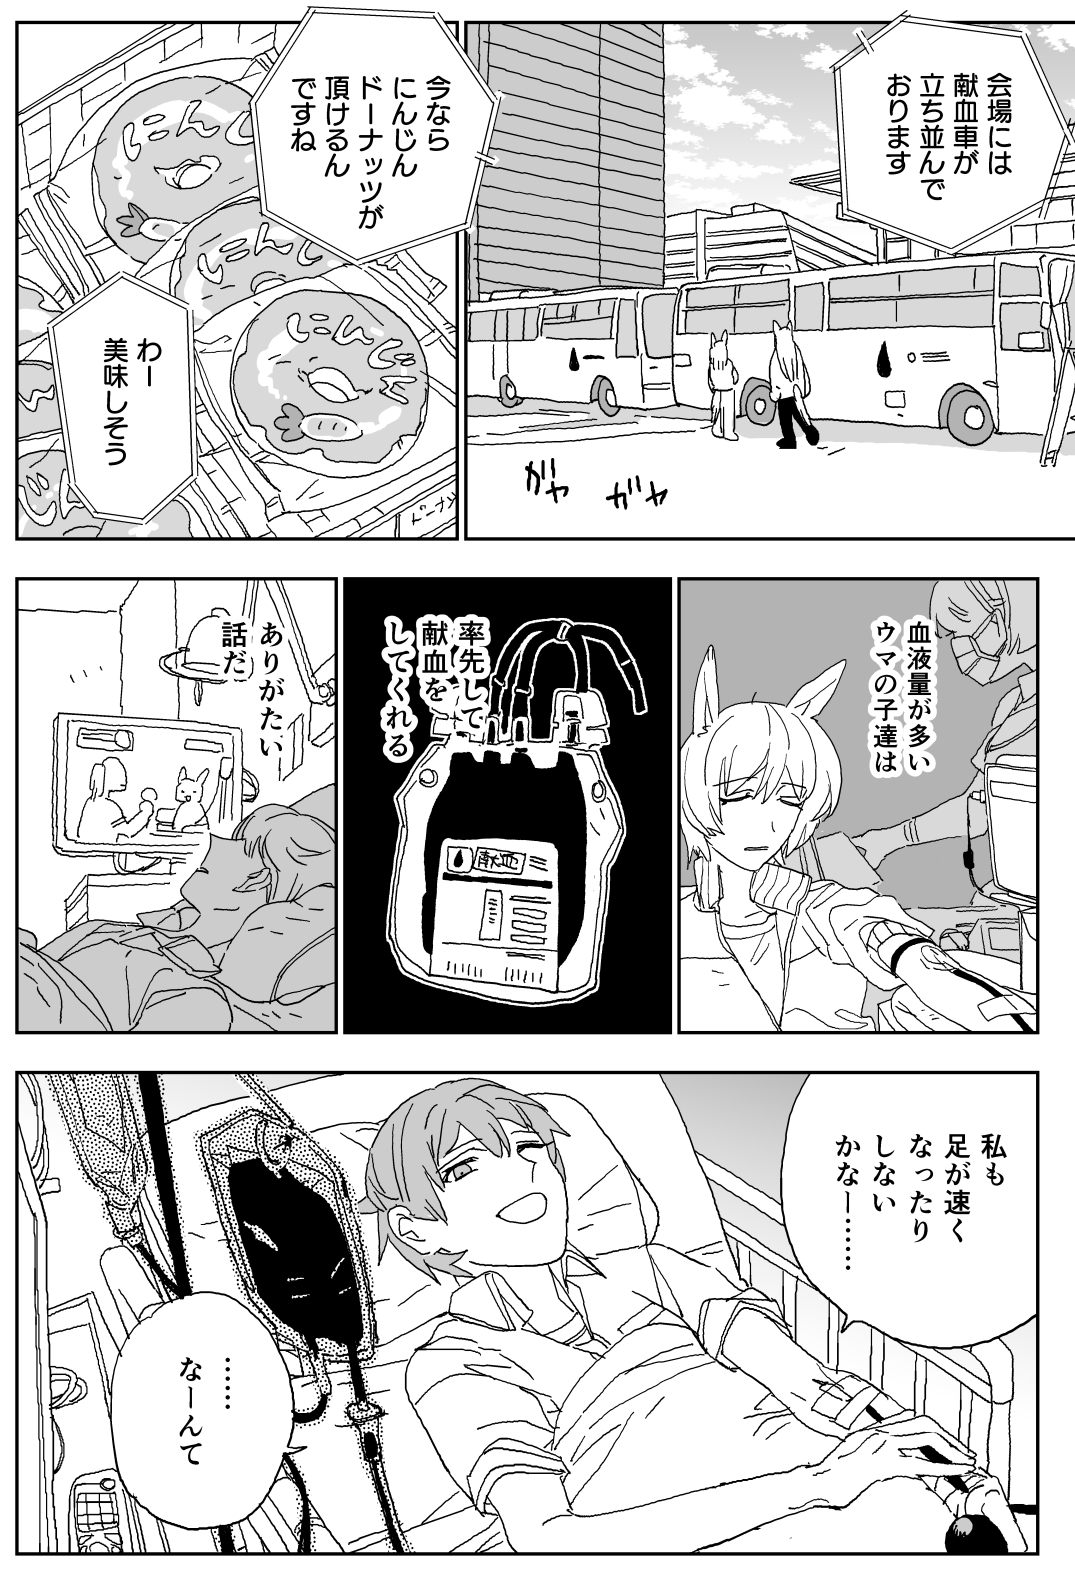 会場には
献血車が
立ち並んで
おります
ガヤ
ガヤ
今なら
にんじん
ドーナッツが
頂けるん
ですね
にんじん
にんじん
にんじん
わー
美味しそう
血液量が多い
ウマの子達は
率先して
献血を
してくれる
献血
ありがたい
話だ
私も
足が速く
なったり
しない
かなー……
……
なーんて